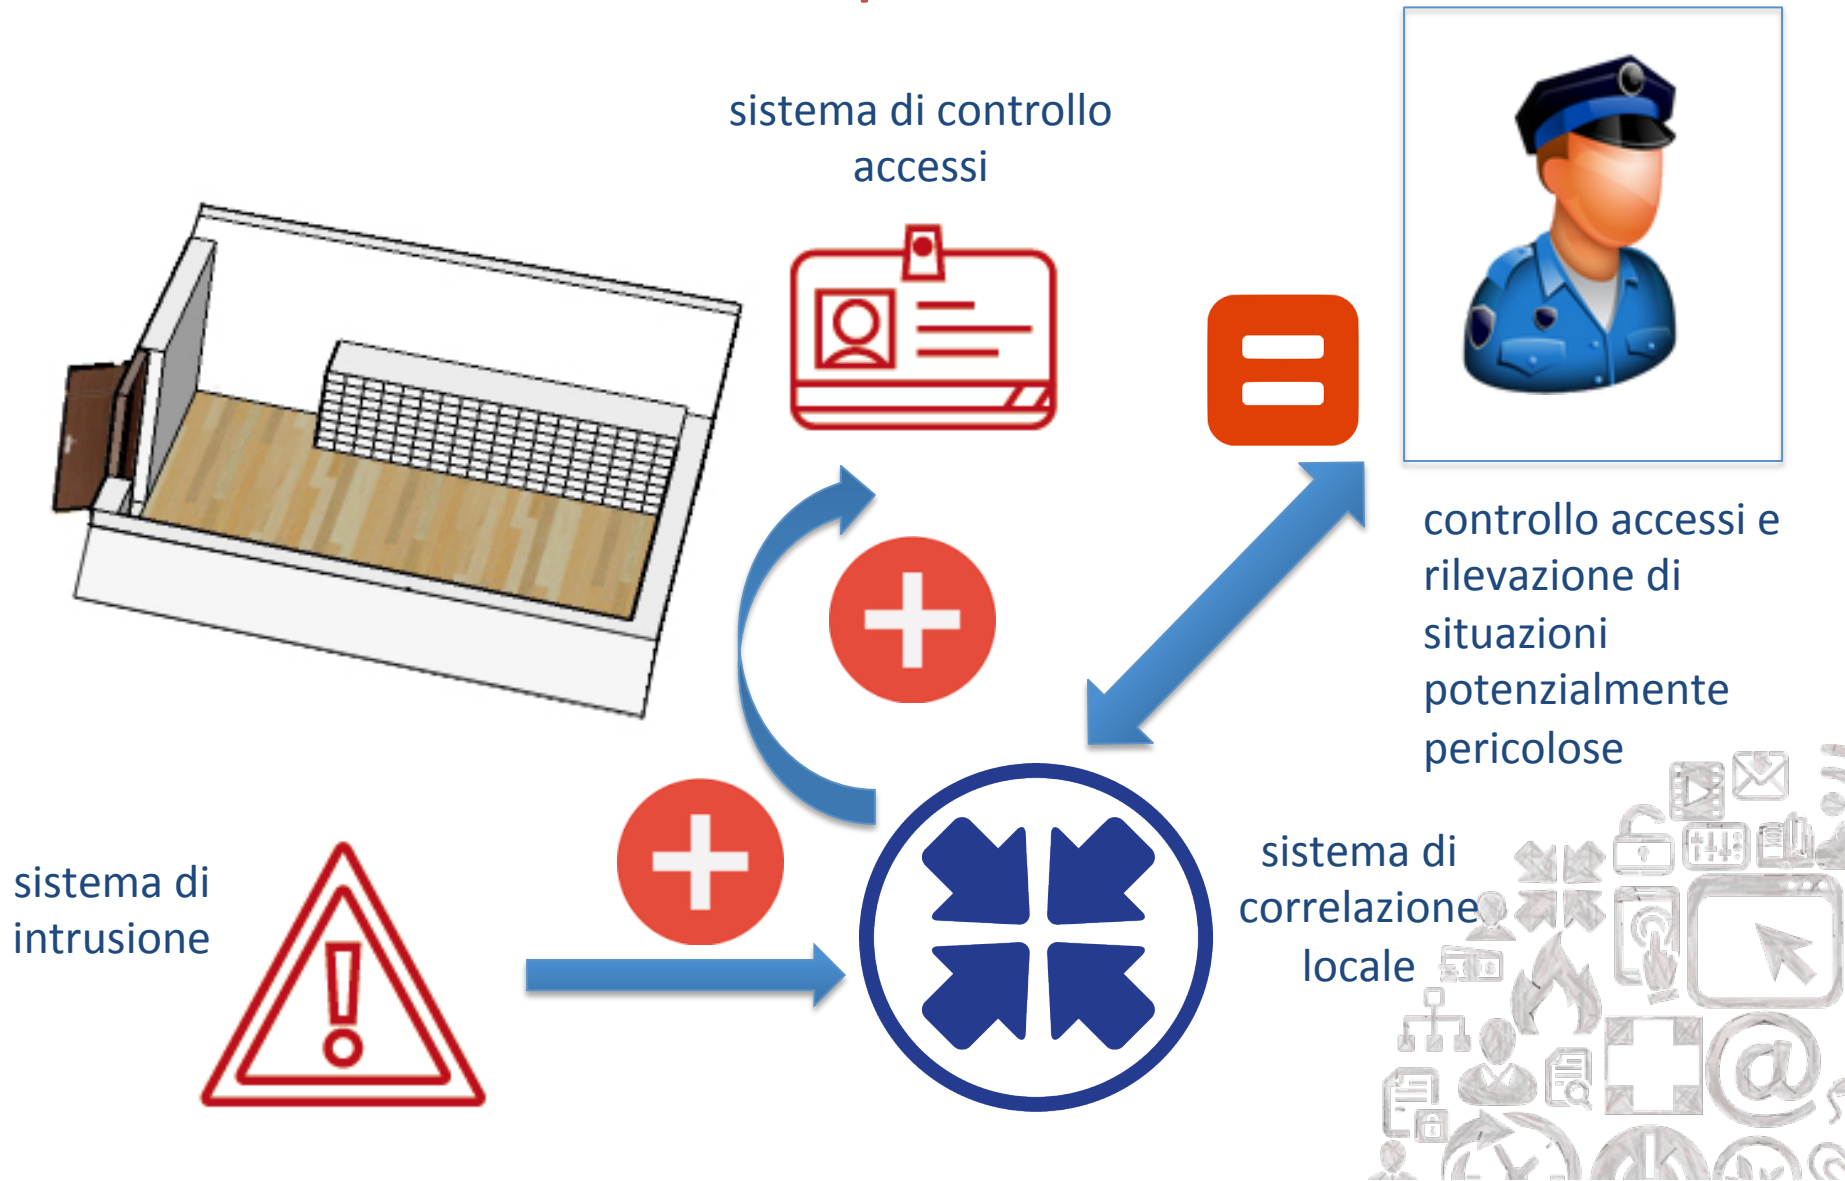 sistema di controllo
accessi
controllo accessi e
rilevazione di
situazioni
potenzialmente
pericolose
sistema di
intrusione
sistema di
correlazione
locale